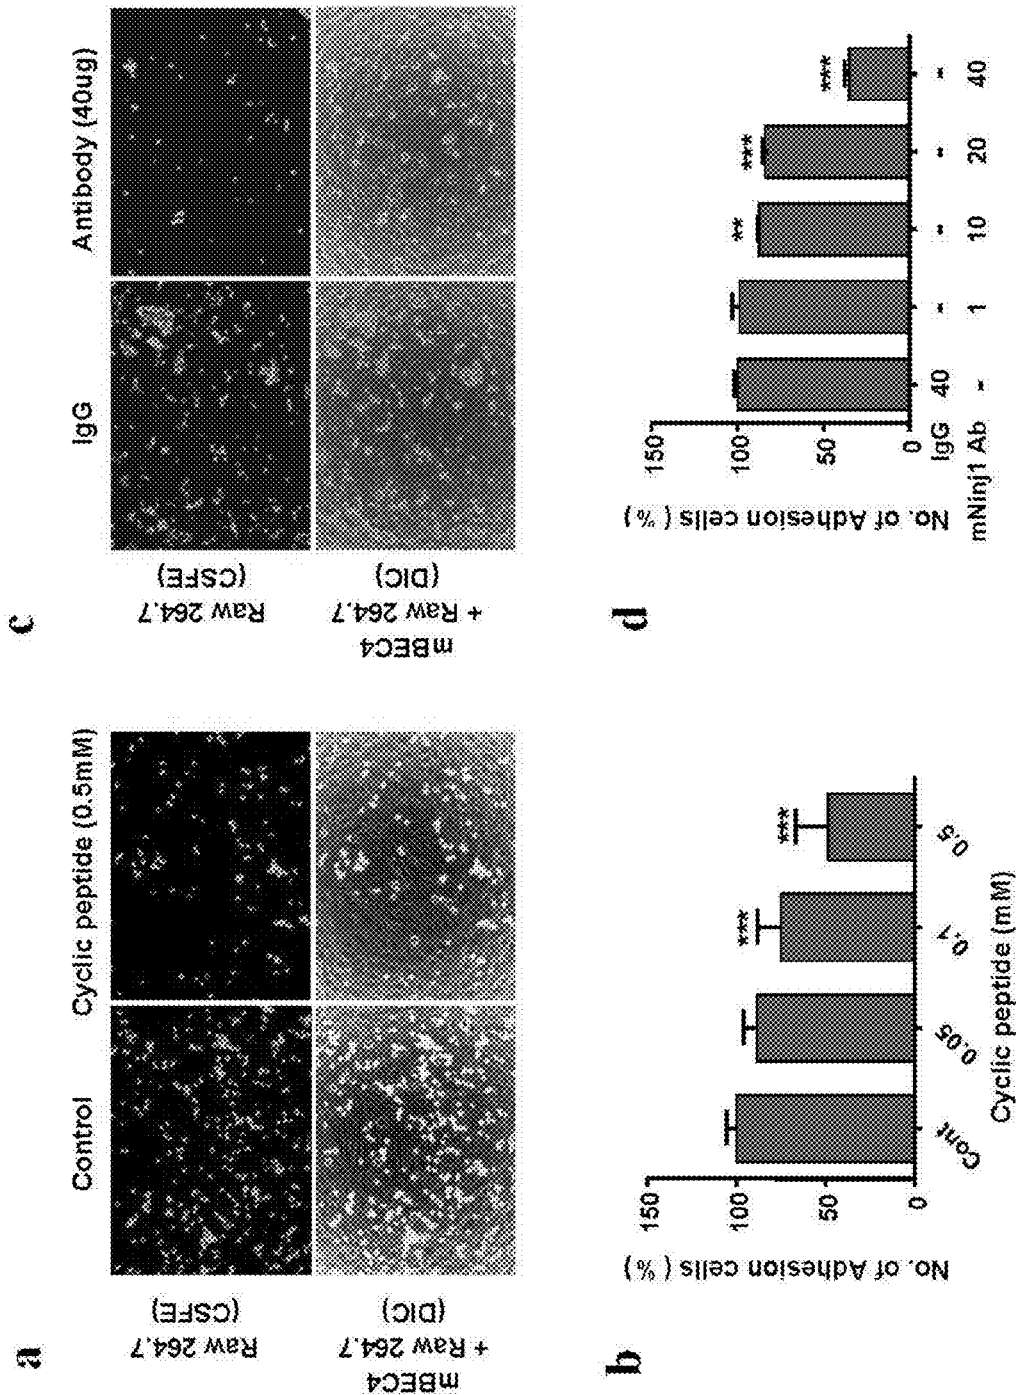 a
Control
Cyclic peptide (0.5mM)
Raw 264.7
(CSFE)
mBEC4
+ Raw 264.7
(DIC)
b
No. of Adhesion cells (%)
150
100
50
0
***
***
Cont
0.05
0.1
0.5
Cyclic peptide (mM)
c
IgG
Antibody (40ug)
Raw 264.7
(CSFE)
mBEC4
+ Raw 264.7
(DIC)
d
No. of Adhesion cells (%)
150
100
50
0
**
***
***
IgG 40 - - - -
mNinj1 Ab - 1 10 20 40